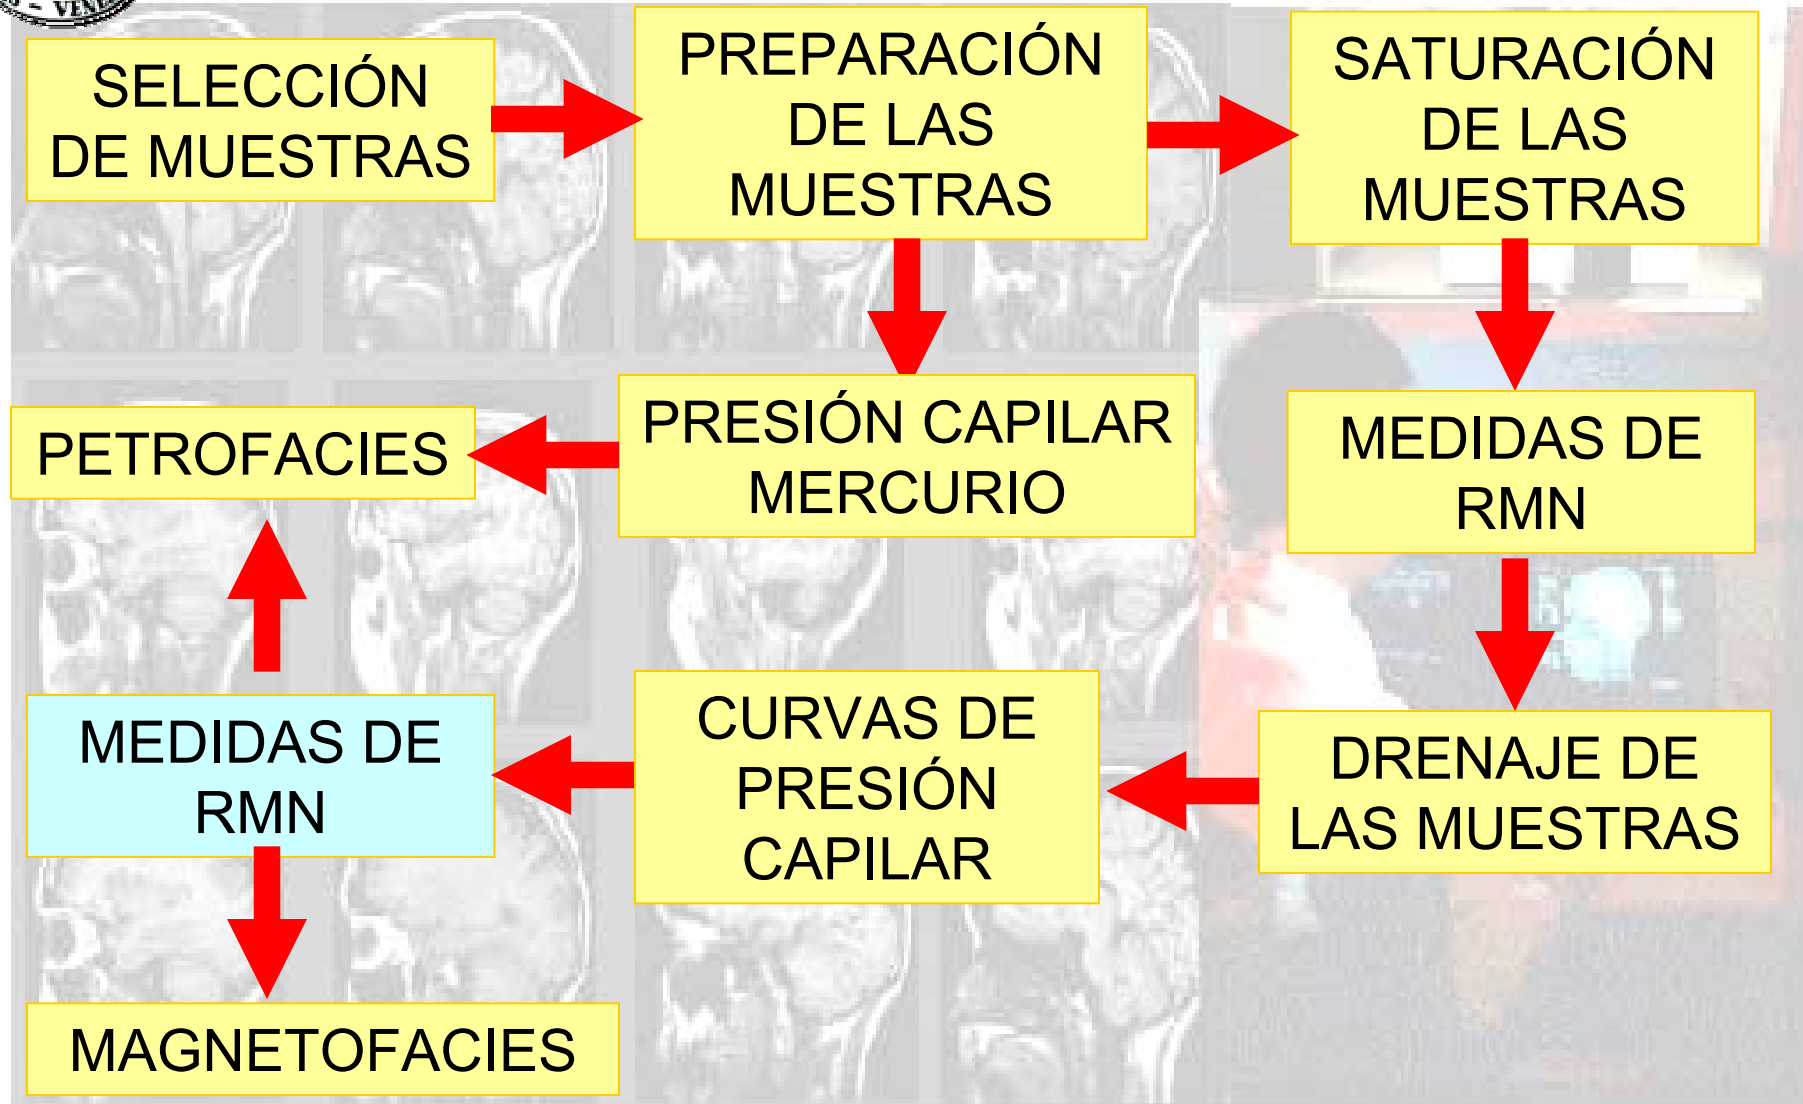 SELECCIÓN
DE MUESTRAS
PREPARACIÓN
DE LAS
MUESTRAS
SATURACIÓN
DE LAS
MUESTRAS
PETROFACIES
PRESIÓN CAPILAR
MERCURIO
MEDIDAS DE
RMN
MEDIDAS DE
RMN
CURVAS DE
PRESIÓN
CAPILAR
DRENAJE DE
LAS MUESTRAS
MAGNETOFACIES